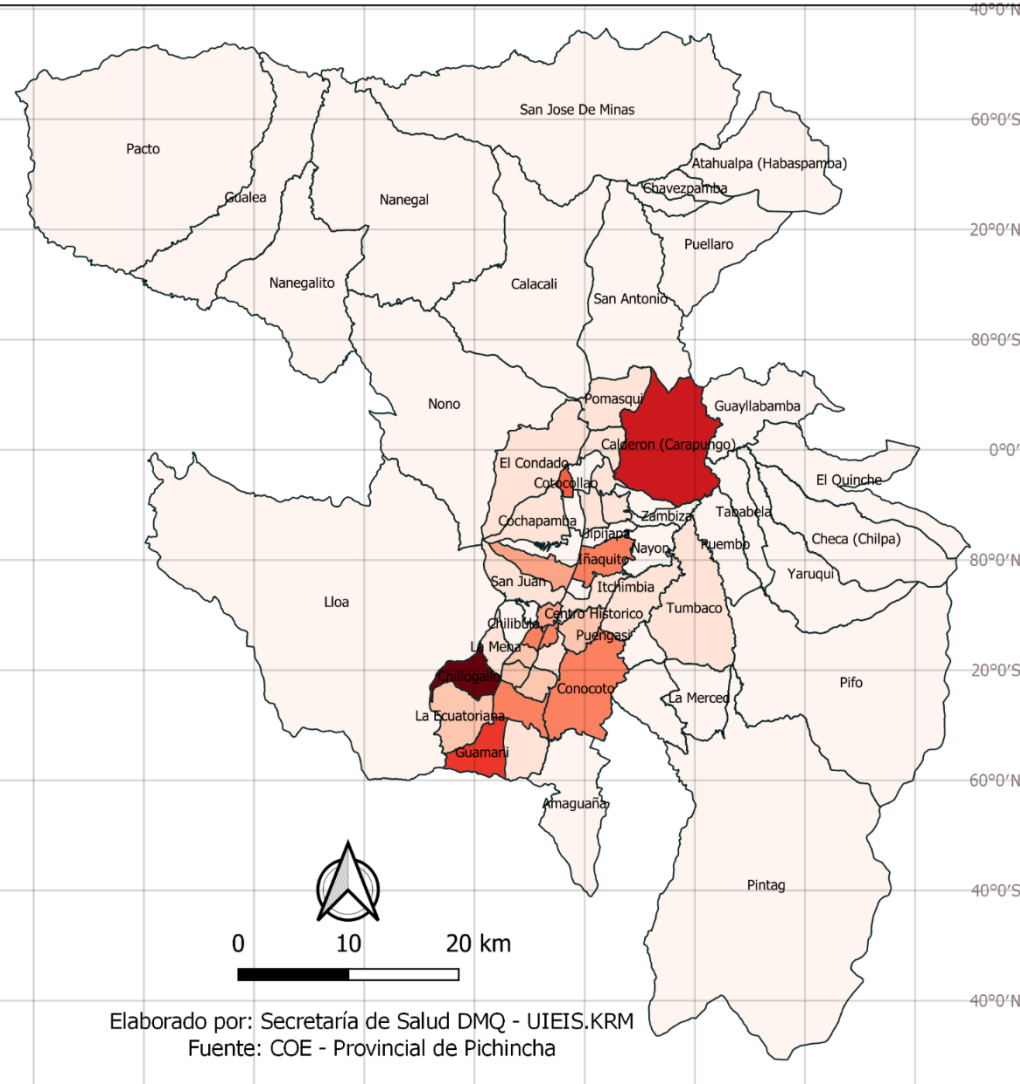 40°0'N
San Jose De Minas
60°0'S
Pacto
Atahualpa (Habaspamba)
Chavezpamba
Gualea
Nanegal
20°0'N
Puellaro
Nanegalito
Calacali
San Antonio
80°0'S
Pomasqui
Nono
Guayllabamba
Calderon (Carapungo)
0°0'N
El Condado
Cotocollao
El Quinche
Tababela
Cochapamba
Zambiza
Jipijapa
Checa (Chilpa)
Nayon
Puembo
Iñaquito
80°0'N
Yaruqui
San Juan
Itchimbia
Lloa
Tumbaco
Centro Historico
Chilibulo
Puengasi
La Mena
20°0'S
Chillogallo
Pifo
Conocoto
La Merced
La Ecuatoriana
Guamani
60°0'N
Amaguaña
Pintag
40°0'S
0 10 20 km
40°0'N
Elaborado por: Secretaría de Salud DMQ - UIEIS.KRM
Fuente: COE - Provincial de Pichincha